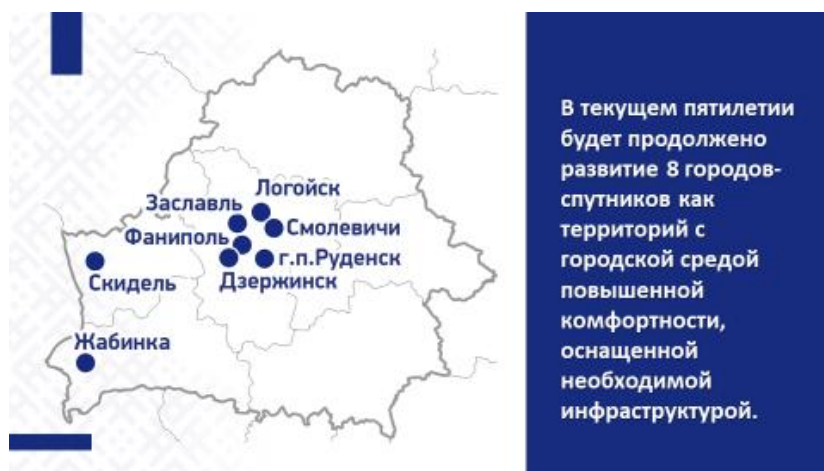 Логойск
Заславль
Смолевичи
Фаниполь
г.п.Руденск
Скидель
Дзержинск
Жабинка
В текущем пятилетии
будет продолжено
развитие 8 городов-
спутников как
территорий с
городской средой
повышенной
комфортности,
оснащенной
необходимой
инфраструктурой.